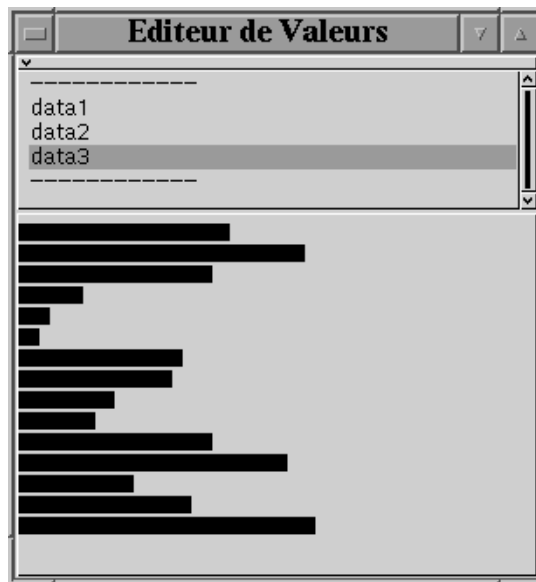 Editeur de Valeurs
------------
data1
data2
data3
------------